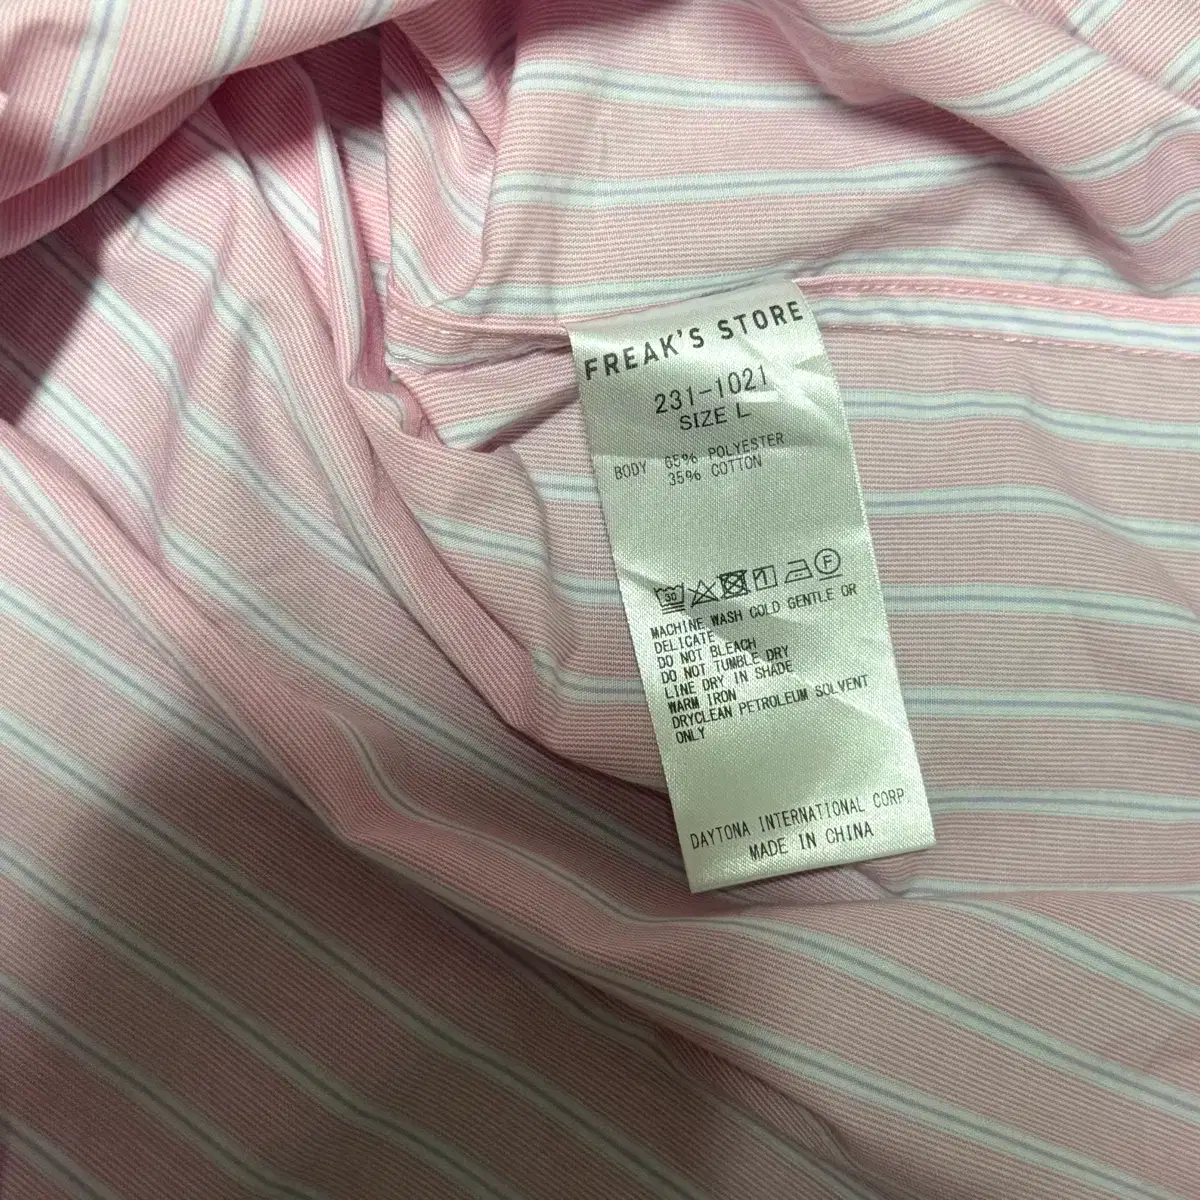 FREAK'S STORE
231-1021
SIZE L
BODY 65% POLYESTER
35% COTTON
30 F
MACHINE WASH COLD GENTLE OR
DELICATE
DO NOT BLEACH
DO NOT TUMBLE DRY
LINE DRY IN SHADE
WARM IRON
DRYCLEAN PETROLEUM SOLVENT
ONLY
DAYTONA INTERNATIONAL CORP.
MADE IN CHINA